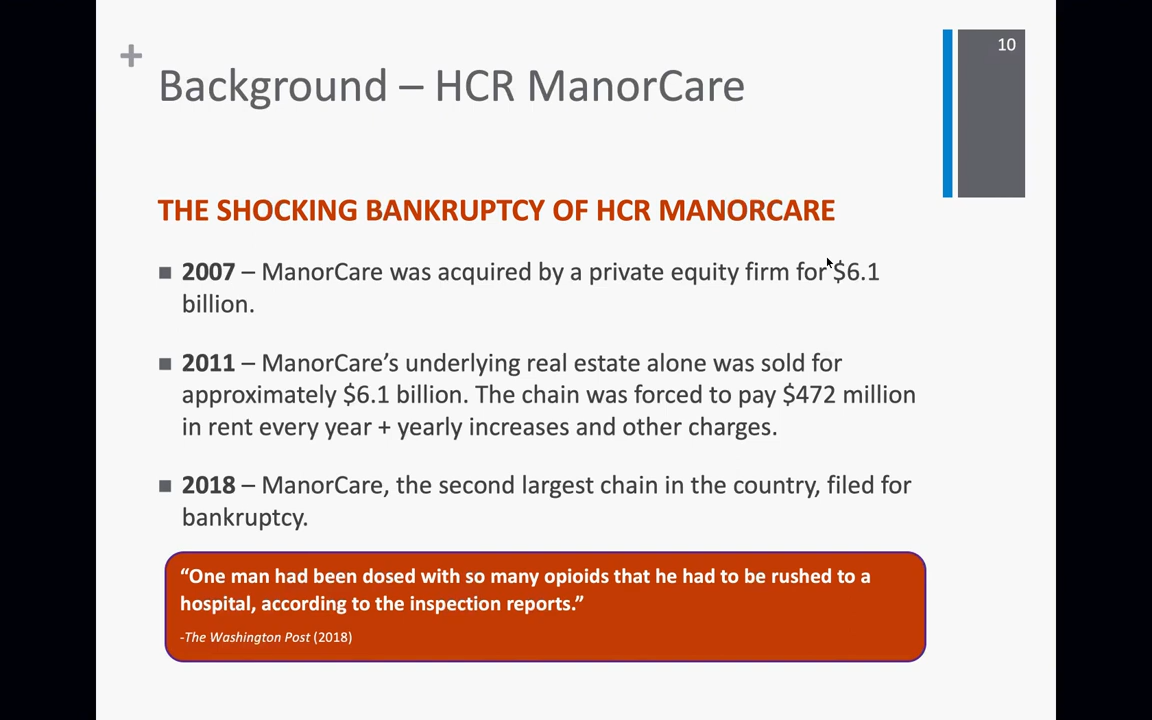 10
+
Background – HCR ManorCare
THE SHOCKING BANKRUPTCY OF HCR MANORCARE
■ 2007 – ManorCare was acquired by a private equity firm for $6.1
billion.
■ 2011 – ManorCare’s underlying real estate alone was sold for
approximately $6.1 billion. The chain was forced to pay $472 million
in rent every year + yearly increases and other charges.
■ 2018 – ManorCare, the second largest chain in the country, filed for
bankruptcy.
“One man had been dosed with so many opioids that he had to be rushed to a
hospital, according to the inspection reports.”
-The Washington Post (2018)